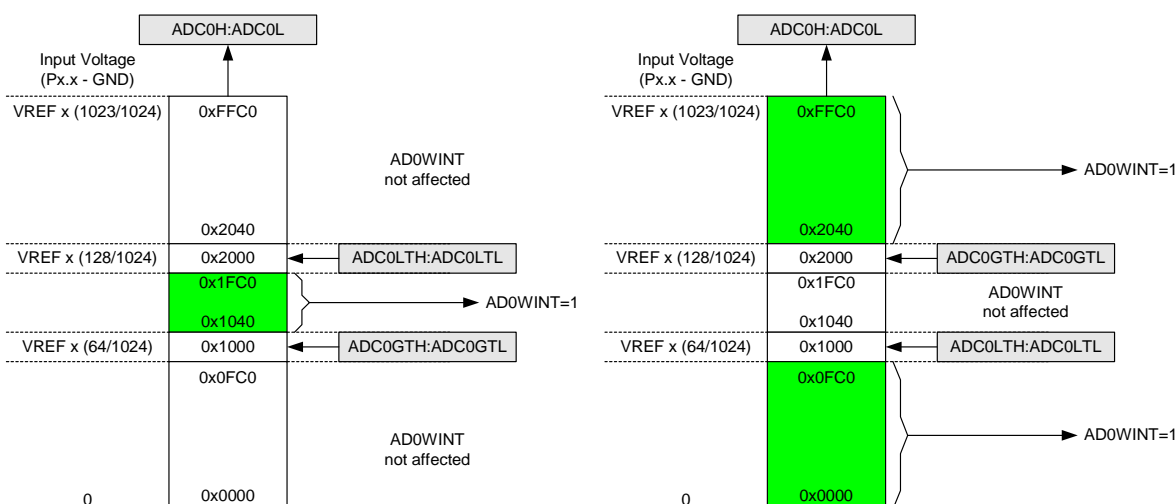 ADC0H:ADC0L
Input Voltage
(Px.x - GND)
VREF x (1023/1024)
0xFFC0
AD0WINT
not affected
0x2040
VREF x (128/1024)
0x2000
ADC0LTH:ADC0LTL
0x1FC0
AD0WINT=1
0x1040
VREF x (64/1024)
0x1000
ADC0GTH:ADC0GTL
0x0FC0
AD0WINT
not affected
0
0x0000
ADC0H:ADC0L
Input Voltage
(Px.x - GND)
VREF x (1023/1024)
0xFFC0
AD0WINT=1
0x2040
VREF x (128/1024)
0x2000
ADC0GTH:ADC0GTL
0x1FC0
AD0WINT
not affected
0x1040
VREF x (64/1024)
0x1000
ADC0LTH:ADC0LTL
0x0FC0
AD0WINT=1
0
0x0000